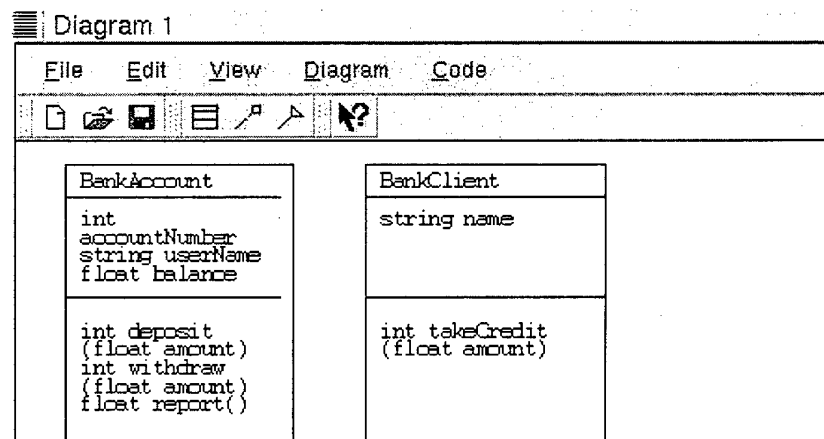 Diagram 1
File Edit View Diagram Code
BankAccount
int
accountNumber
string userName
float balance
int deposit
(float amount)
int withdraw
(float amount)
float report()
BankClient
string name
int takeCredit
(float amount)